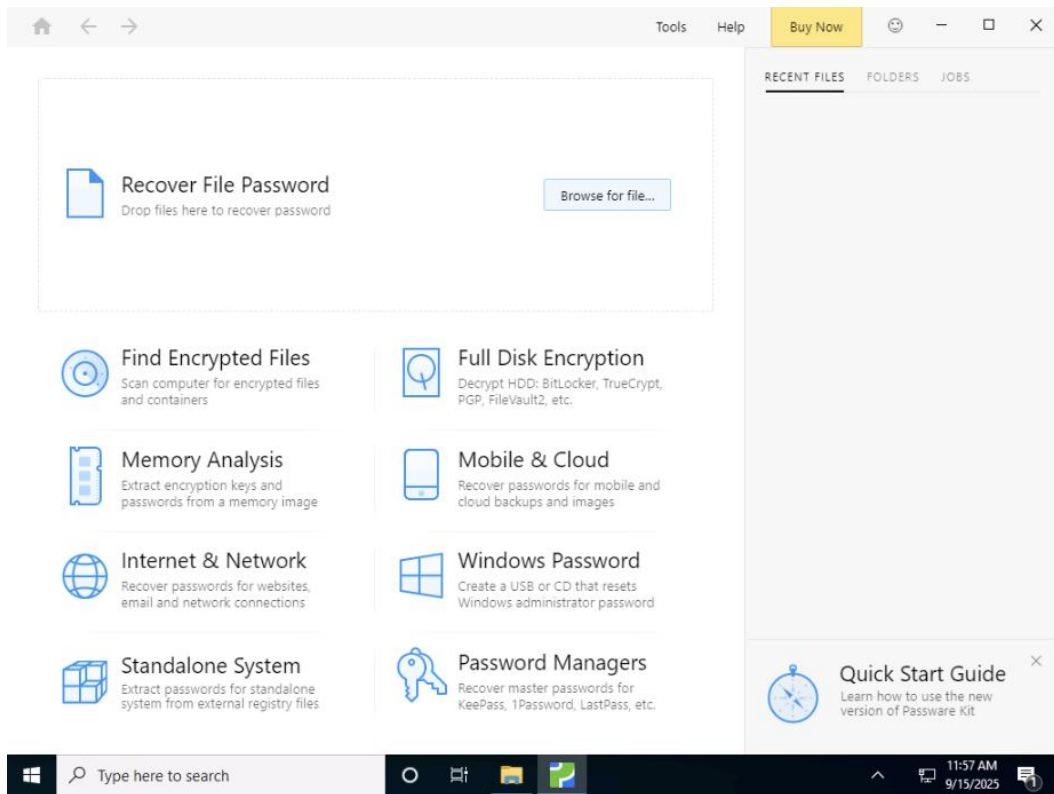 Tools Help Buy Now
RECENT FILES FOLDERS JOBS
Recover File Password
Drop files here to recover password
Browse for file...
Find Encrypted Files
Scan computer for encrypted files
and containers
Full Disk Encryption
Decrypt HDD: BitLocker, TrueCrypt,
PGP, FileVault2, etc.
Memory Analysis
Extract encryption keys and
passwords from a memory image
Mobile & Cloud
Recover passwords for mobile and
cloud backups and images
Internet & Network
Recover passwords for websites,
email and network connections
Windows Password
Create a USB or CD that resets
Windows administrator password
Standalone System
Extract passwords for standalone
system from external registry files
Password Managers
Recover master passwords for
KeePass, 1Password, LastPass, etc.
Quick Start Guide
Learn how to use the new
version of Passware Kit
Type here to search
11:57 AM
9/15/2025
1